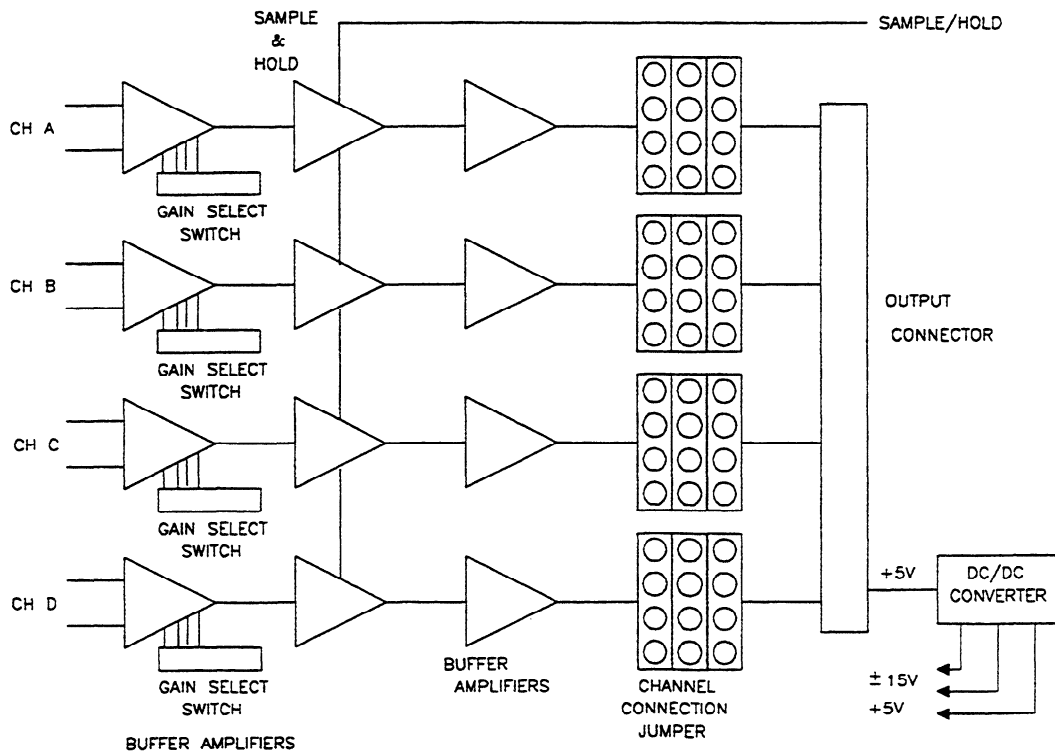 SAMPLE
&
HOLD
SAMPLE/HOLD
CH A
GAIN SELECT
SWITCH
CH B
GAIN SELECT
SWITCH
OUTPUT
CONNECTOR
CH C
GAIN SELECT
SWITCH
CH D
GAIN SELECT
SWITCH
BUFFER AMPLIFIERS
BUFFER
AMPLIFIERS
CHANNEL
CONNECTION
JUMPER
+5V
DC/DC
CONVERTER
± 15V
+5V